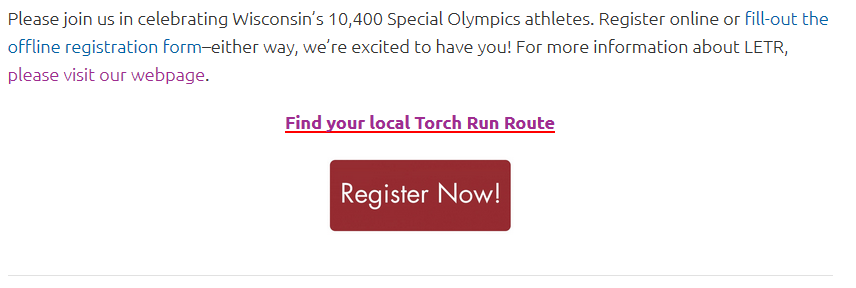 Please join us in celebrating Wisconsin’s 10,400 Special Olympics athletes. Register online or fill-out the
offline registration form–either way, we’re excited to have you! For more information about LETR,
please visit our webpage.
Find your local Torch Run Route
Register Now!